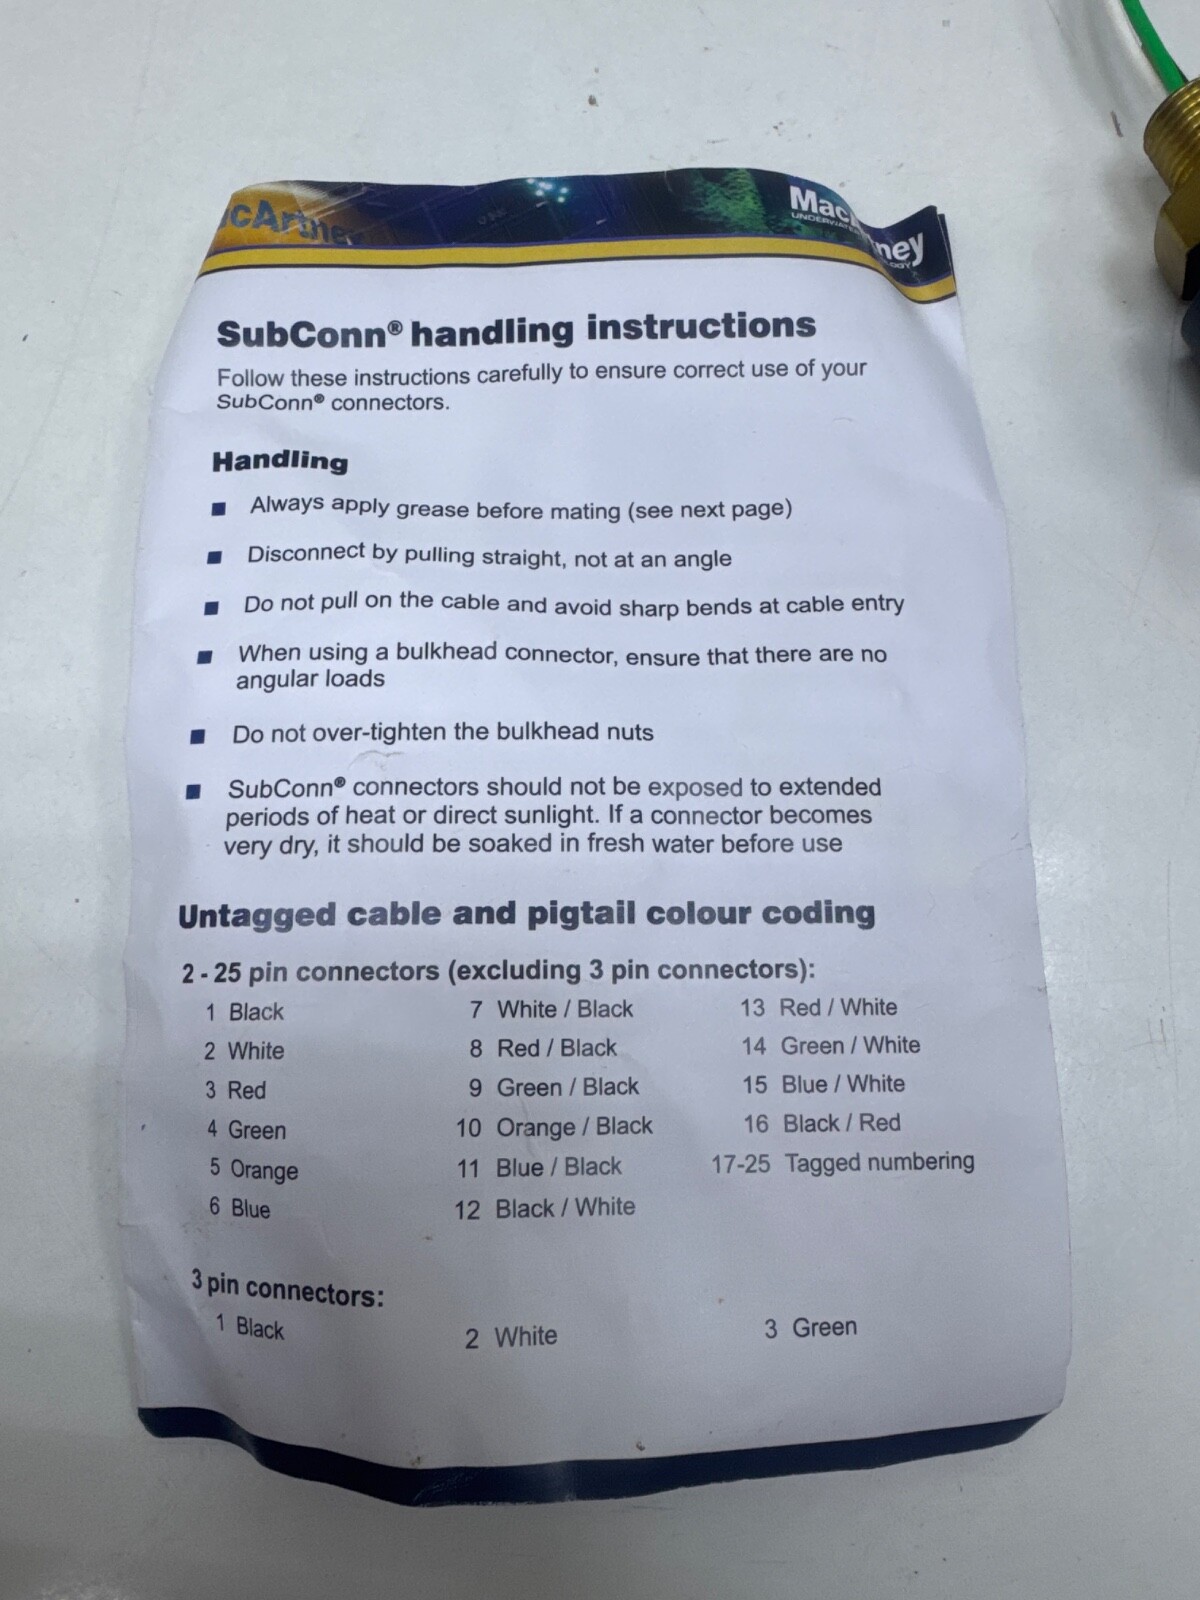 cArtney
MacArtney
UNDERWATER
SubConn® handling instructions
Follow these instructions carefully to ensure correct use of your
SubConn® connectors.
Handling
■ Always apply grease before mating (see next page)
■ Disconnect by pulling straight, not at an angle
■ Do not pull on the cable and avoid sharp bends at cable entry
■ When using a bulkhead connector, ensure that there are no
angular loads
■ Do not over-tighten the bulkhead nuts
■ SubConn® connectors should not be exposed to extended
periods of heat or direct sunlight. If a connector becomes
very dry, it should be soaked in fresh water before use
Untagged cable and pigtail colour coding
2 - 25 pin connectors (excluding 3 pin connectors):
1 Black 7 White / Black 13 Red / White
2 White 8 Red / Black 14 Green / White
3 Red 9 Green / Black 15 Blue / White
4 Green 10 Orange / Black 16 Black / Red
5 Orange 11 Blue / Black 17-25 Tagged numbering
6 Blue 12 Black / White
3 pin connectors:
1 Black 2 White 3 Green